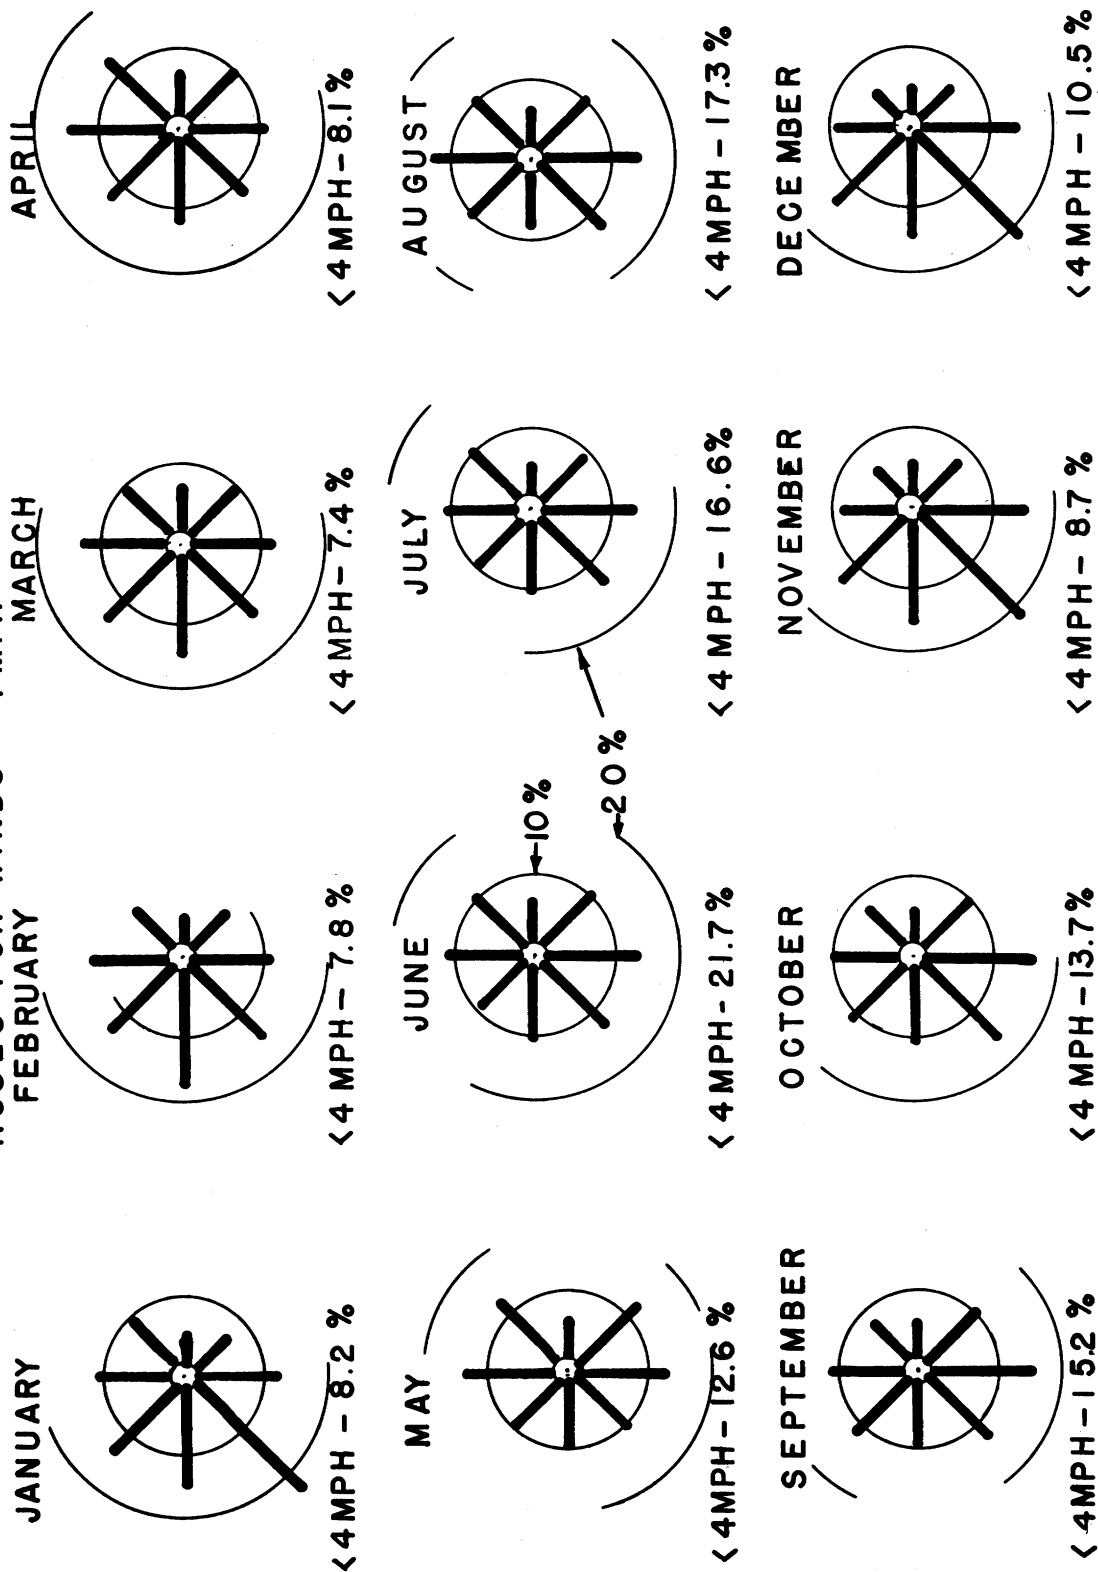 JANUARY
<4MPH-8.2%
FEBRUARY
<4MPH-7.8%
MARCH
<4MPH-7.4%
APRIL
<4MPH-8.1%
MAY
<4MPH-12.6%
JUNE
<4MPH-21.7%
10%
20%
JULY
<4MPH-16.6%
AUGUST
<4MPH-17.3%
SEPTEMBER
<4MPH-15.2%
OCTOBER
<4MPH-13.7%
NOVEMBER
<4MPH-8.7%
DECEMBER
<4MPH-10.5%